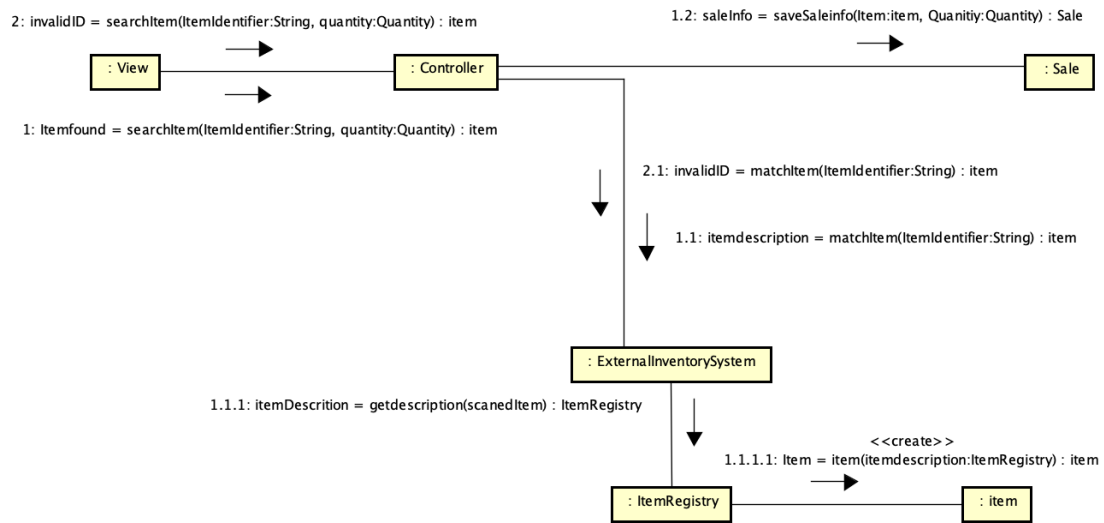 2: invalidID = searchItem(ItemIdentifier:String, quantity:Quantity) : item
1.2: saleInfo = saveSaleinfo(Item:item, Quanitiy:Quantity) : Sale
: View
: Controller
: Sale
1: Itemfound = searchItem(ItemIdentifier:String, quantity:Quantity) : item
2.1: invalidID = matchItem(ItemIdentifier:String) : item
1.1: itemdescription = matchItem(ItemIdentifier:String) : item
: ExternalInventorySystem
1.1.1: itemDescrition = getdescription(scanedItem) : ItemRegistry
<<create>>
1.1.1.1: Item = item(itemdescription:ItemRegistry) : item
: ItemRegistry
: item